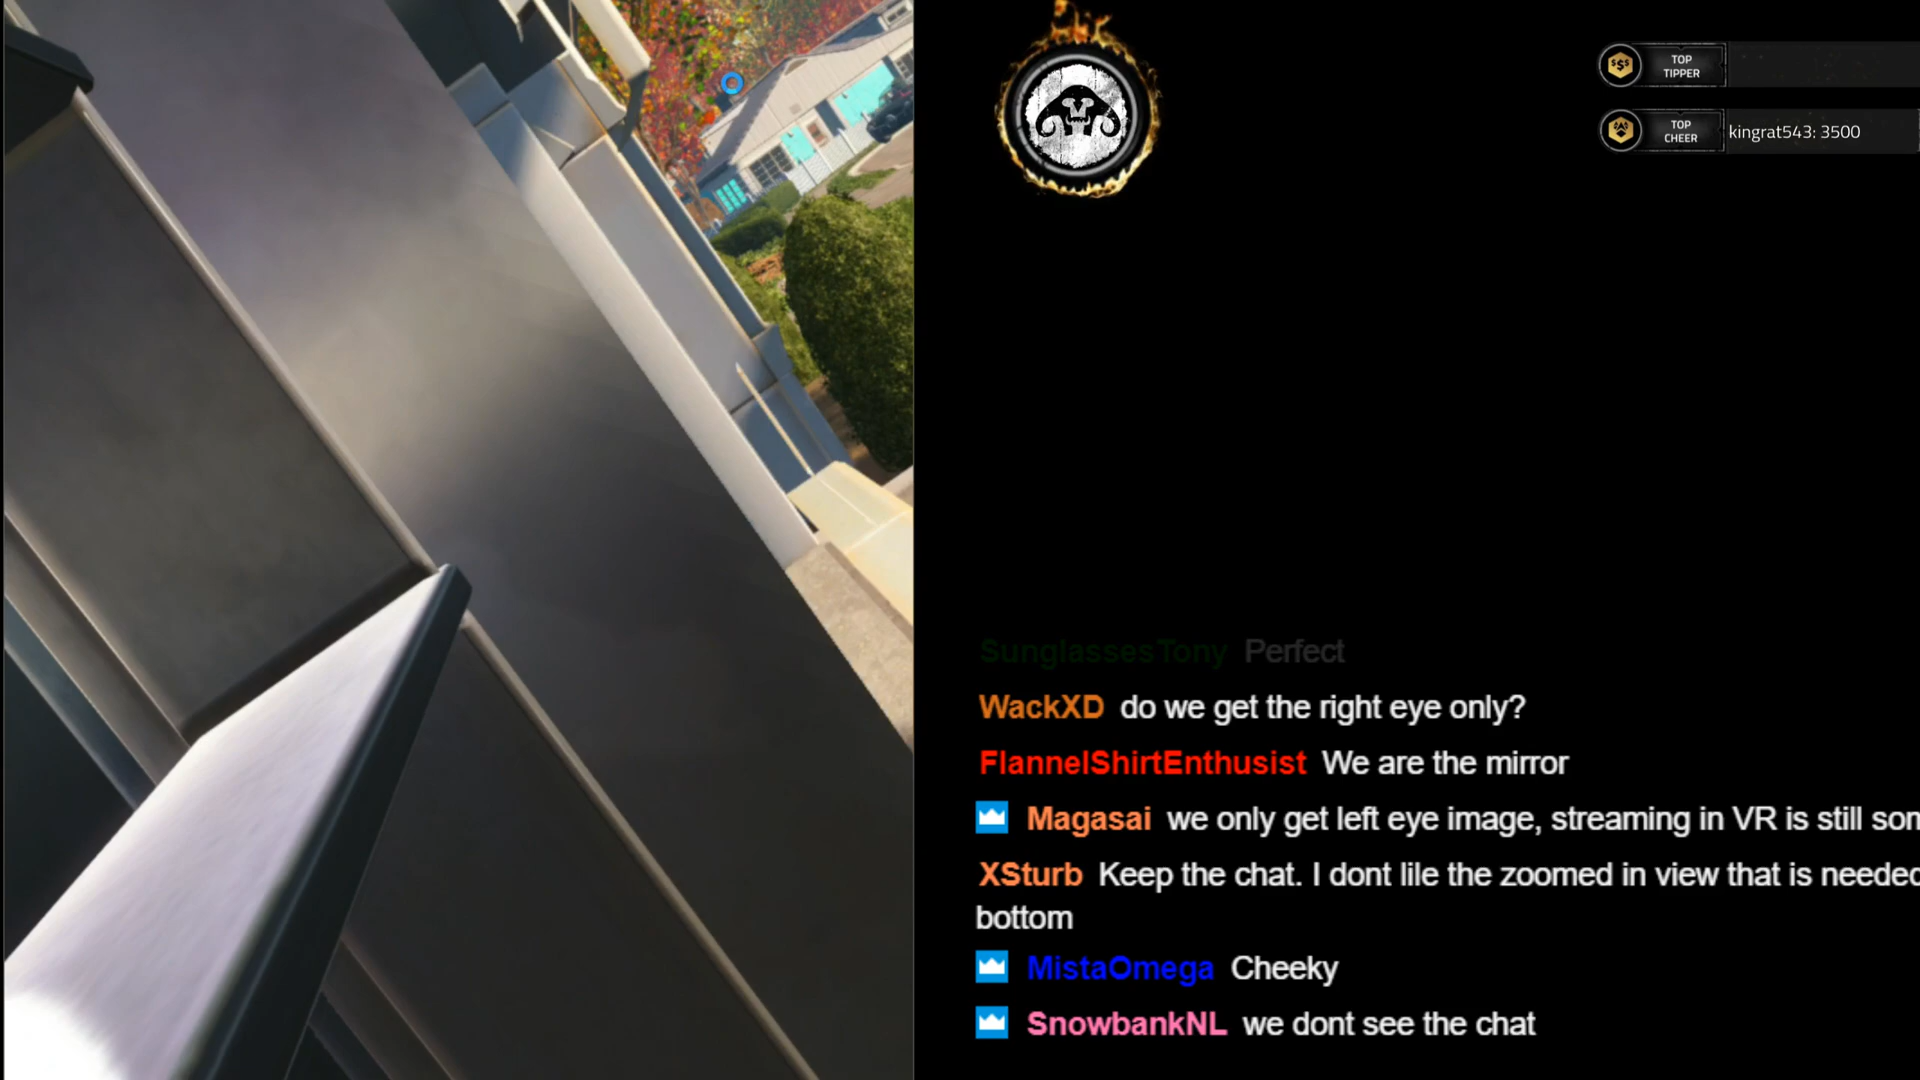 TOP
TIPPER
TOP
CHEER
kingrat543: 3500
SunglassesTony Perfect
WackXD do we get the right eye only?
FlannelShirtEnthusist We are the mirror
Magasai we only get left eye image, streaming in VR is still
XSturb Keep the chat. I dont lile the zoomed in view that is needed
bottom
MistaOmega Cheeky
SnowbankNL we dont see the chat